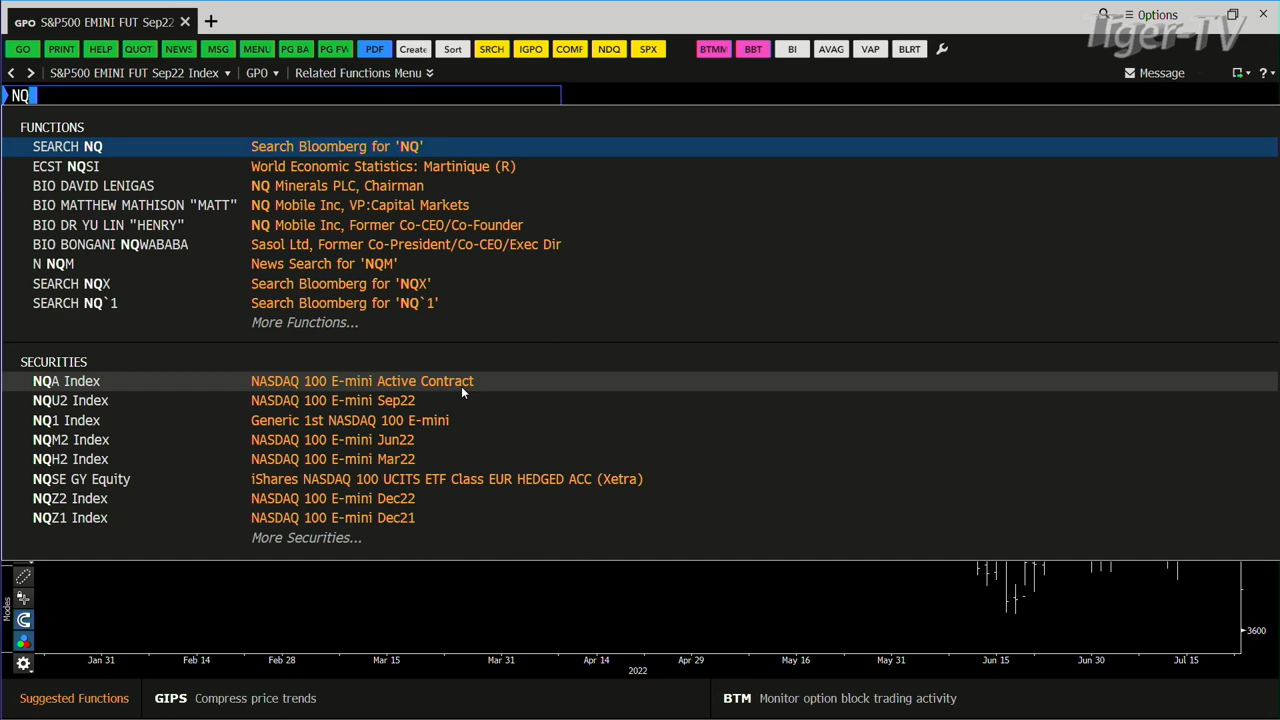 GPO S&P500 EMINI FUT Sep22
Options
Tiger-TV
GO PRINT HELP QUOT NEWS MSG MENU PG BA PG FW PDF Create Sort SRCH IGPO COMF NDQ SPX BTMM BBT BI AVAG VAP BLRT
S&P500 EMINI FUT Sep22 Index GPO Related Functions Menu Message ?
NQ
FUNCTIONS
SEARCH NQ Search Bloomberg for 'NQ'
ECST NQSI World Economic Statistics: Martinique (R)
BIO DAVID LENIGAS NQ Minerals PLC, Chairman
BIO MATTHEW MATHISON "MATT" NQ Mobile Inc, VP:Capital Markets
BIO DR YU LIN "HENRY" NQ Mobile Inc, Former Co-CEO/Co-Founder
BIO BONGANI NQWABABA Sasol Ltd, Former Co-President/Co-CEO/Exec Dir
N NQM News Search for 'NQM'
SEARCH NQX Search Bloomberg for 'NQX'
SEARCH NQ`1 Search Bloomberg for 'NQ`1'
More Functions...
SECURITIES
NQA Index NASDAQ 100 E-mini Active Contract
NQU2 Index NASDAQ 100 E-mini Sep22
NQ1 Index Generic 1st NASDAQ 100 E-mini
NQM2 Index NASDAQ 100 E-mini Jun22
NQH2 Index NASDAQ 100 E-mini Mar22
NQSE GY Equity iShares NASDAQ 100 UCITS ETF Class EUR HEDGED ACC (Xetra)
NQZ2 Index NASDAQ 100 E-mini Dec22
NQZ1 Index NASDAQ 100 E-mini Dec21
More Securities...
Modes
3600
Jan 31 Feb 14 Feb 28 Mar 15 Mar 31 Apr 14 Apr 29 May 16 May 31 Jun 15 Jun 30 Jul 15
2022
Suggested Functions GIPS Compress price trends BTM Monitor option block trading activity